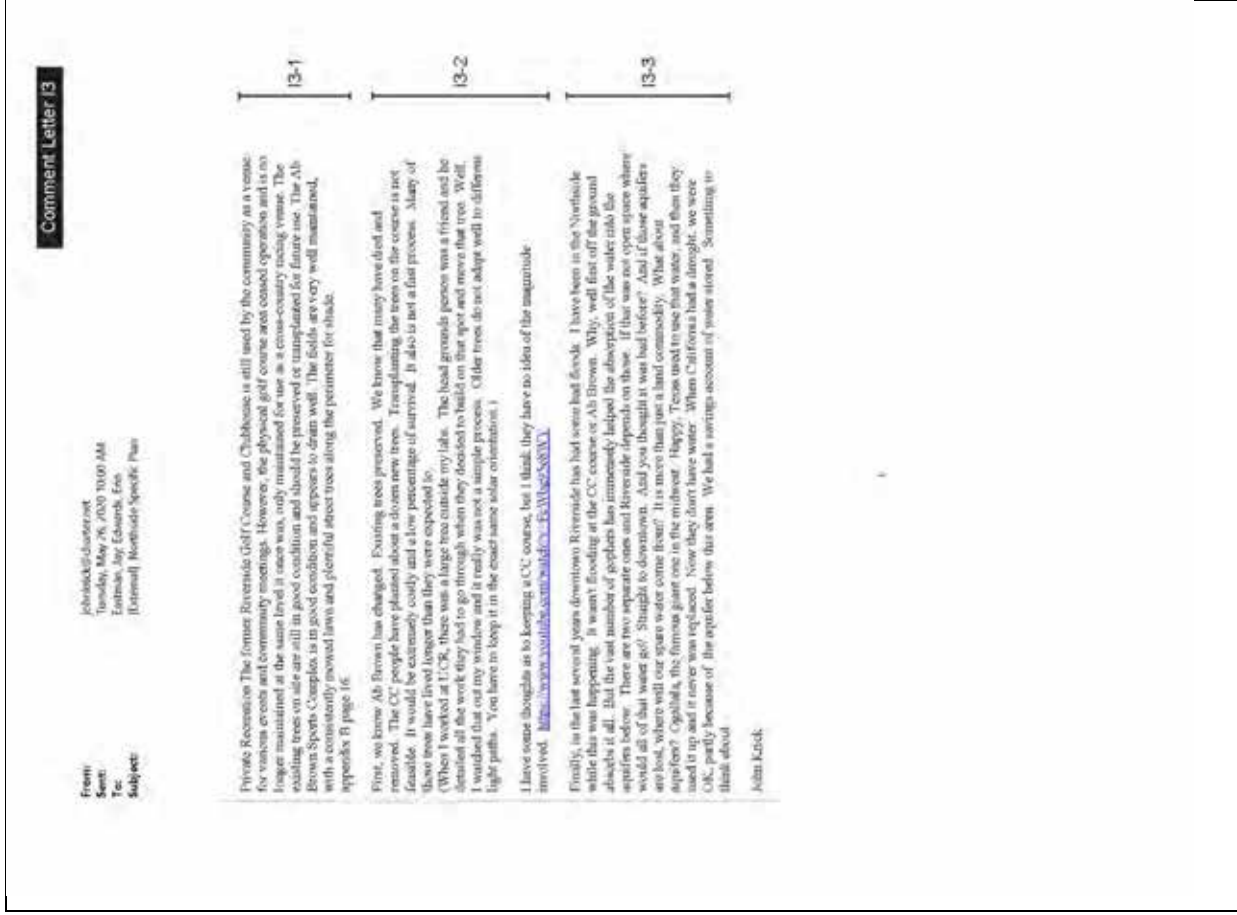 Comment Letter I3
From: johnkrick@charter.net
Sent: Tuesday, May 26, 2020 10:00 AM
To: Eastman, Jay; Edwards, Erin
Subject: [External] Northside Specific Plan
Private Recreation The former Riverside Golf Course and Clubhouse is still used by the community as a venue
for various events and community meetings. However, the physical golf course area ceased operation and is no
longer maintained at the same level it once was, only maintained for use as a cross-country racing venue. The
existing trees on site are still in good condition and should be preserved or transplanted for future use. The Ab
Brown Sports Complex is in good condition and appears to drain well. The fields are very well maintained,
with a consistently mowed lawn and plentiful street trees along the perimeter for shade.
appendix B page 16
I3-1
First, we know Ab Brown has changed. Existing trees preserved. We know that many have died and
removed. The CC people have planted about a dozen new trees. Transplanting the trees on the course is not
feasible. It would be extremely costly and a low percentage of survival. It also is not a fast process. Many of
those trees have lived longer than they were expected to.
(When I worked at UCR, there was a large tree outside my labs. The head grounds person was a friend and he
detailed all the work they had to go through when they decided to build on that spot and move that tree. Well,
I watched that out my window and it really was not a simple process. Older trees do not adapt well to different
light paths. You have to keep it in the exact same solar orientation.)
I have some thoughts as to keeping a CC course, but I think they have no idea of the magnitude
involved.
I3-2
Finally, in the last several years downtown Riverside has had some bad floods. I have been in the Northside
while this was happening. It wasn't flooding at the CC course or Ab Brown. Why, well first off the ground
absorbs it all. But the vast number of gophers has immensely helped the absorption of the water into the
aquifers below. There are two separate ones and Riverside depends on those. If that was not open space where
would all of that water go? Straight to downtown. And you thought it was bad before? And if those aquifers
are lost, where will our spare water come from? It is more than just a land commodity. What about
aquifers? Ogallala, the famous giant one in the midwest. Happy, Texas used to use that water, and then they
used it up and it never was replaced. Now they don't have water. When California had a drought, we were
OK, partly because of the aquifer below this area. We had a savings account of water stored. Something to
think about
I3-3
John Krick
1